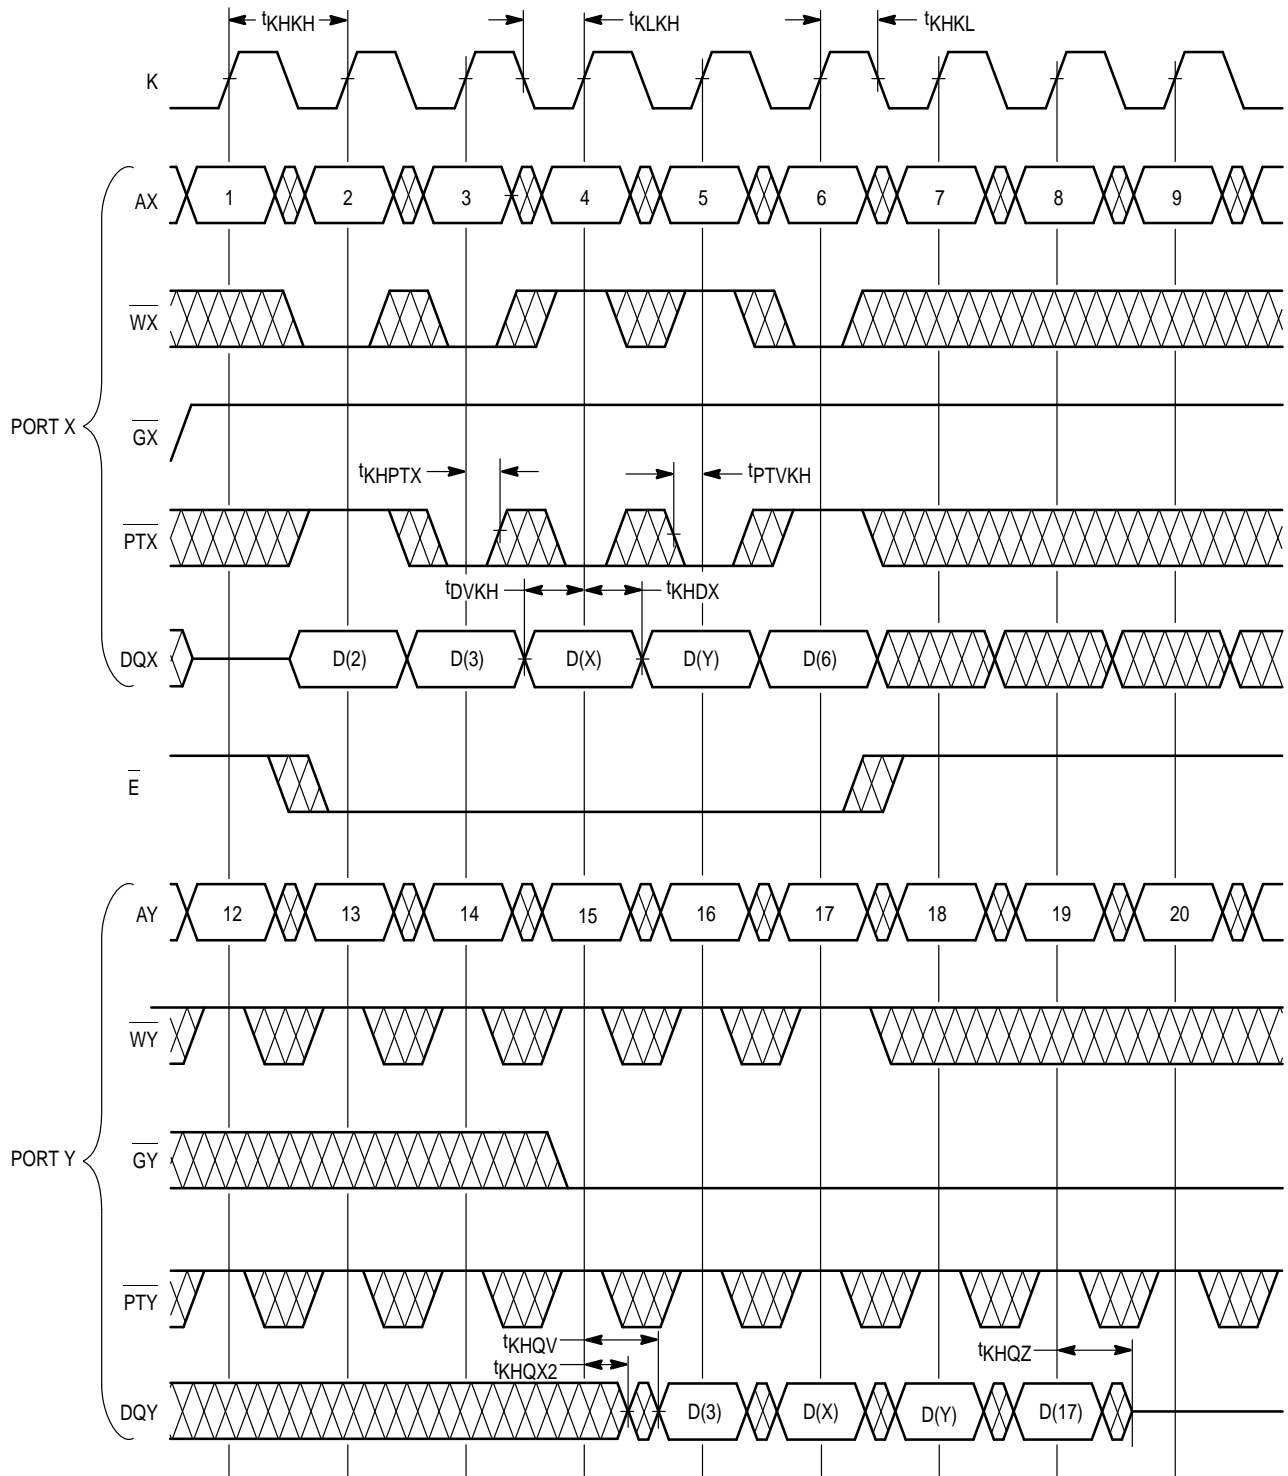 tKHKH tKLKH tKHKL
K
AX 1 2 3 4 5 6 7 8 9
WX
PORT X GX
tKHPTX tPTVKH
PTX
tDVKH tKHDX
DQX D(2) D(3) D(X) D(Y) D(6)
E
AY 12 13 14 15 16 17 18 19 20
WY
PORT Y GY
PTY
tKHQV tKHQZ
tKHQX2
DQY D(3) D(X) D(Y) D(17)